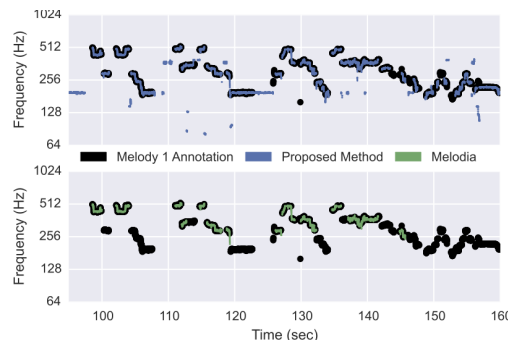 1024
512
256
128
64
Frequency (Hz)
Melody 1 Annotation Proposed Method Melodia
1024
512
256
128
64
Frequency (Hz)
100 110 120 130 140 150 160
Time (sec)